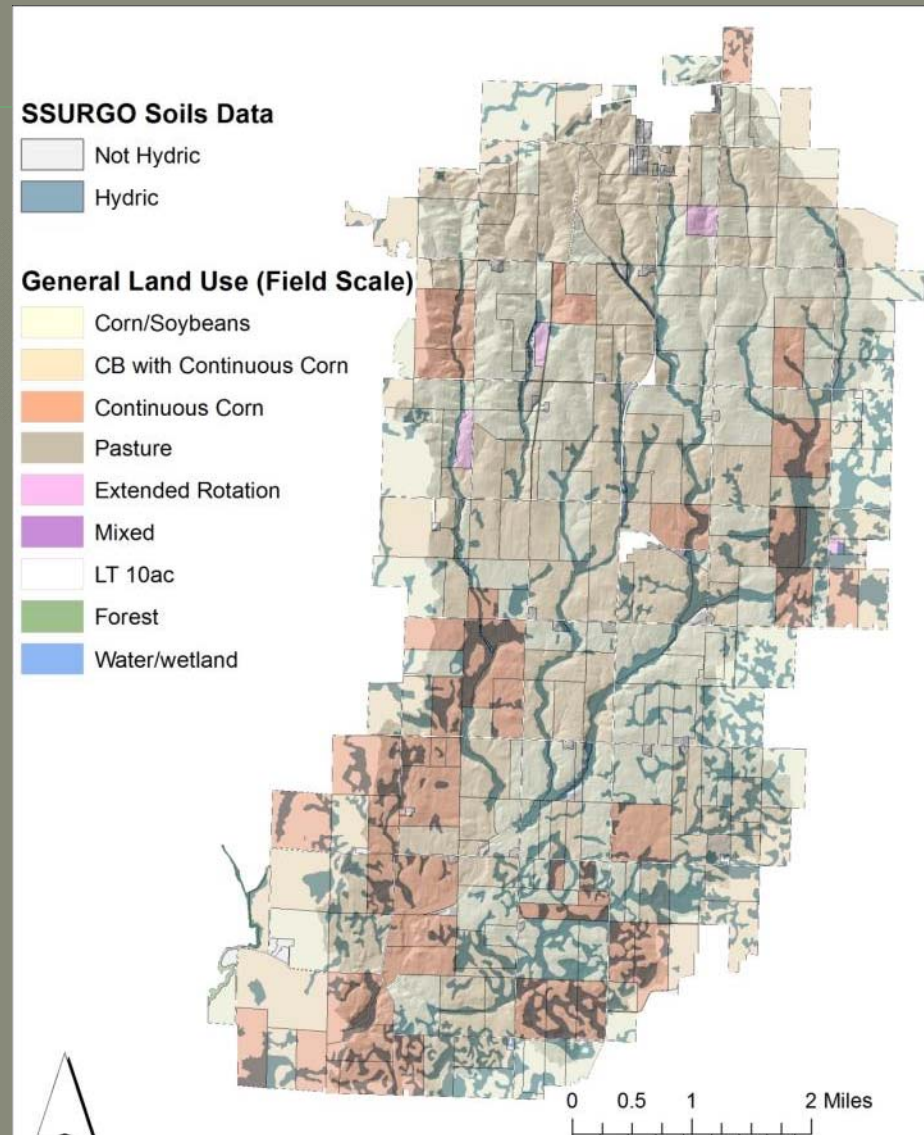 SSURGO Soils Data
Not Hydric
Hydric
General Land Use (Field Scale)
Corn/Soybeans
CB with Continuous Corn
Continuous Corn
Pasture
Extended Rotation
Mixed
LT 10ac
Forest
Water/wetland
0 0.5 1 2 Miles